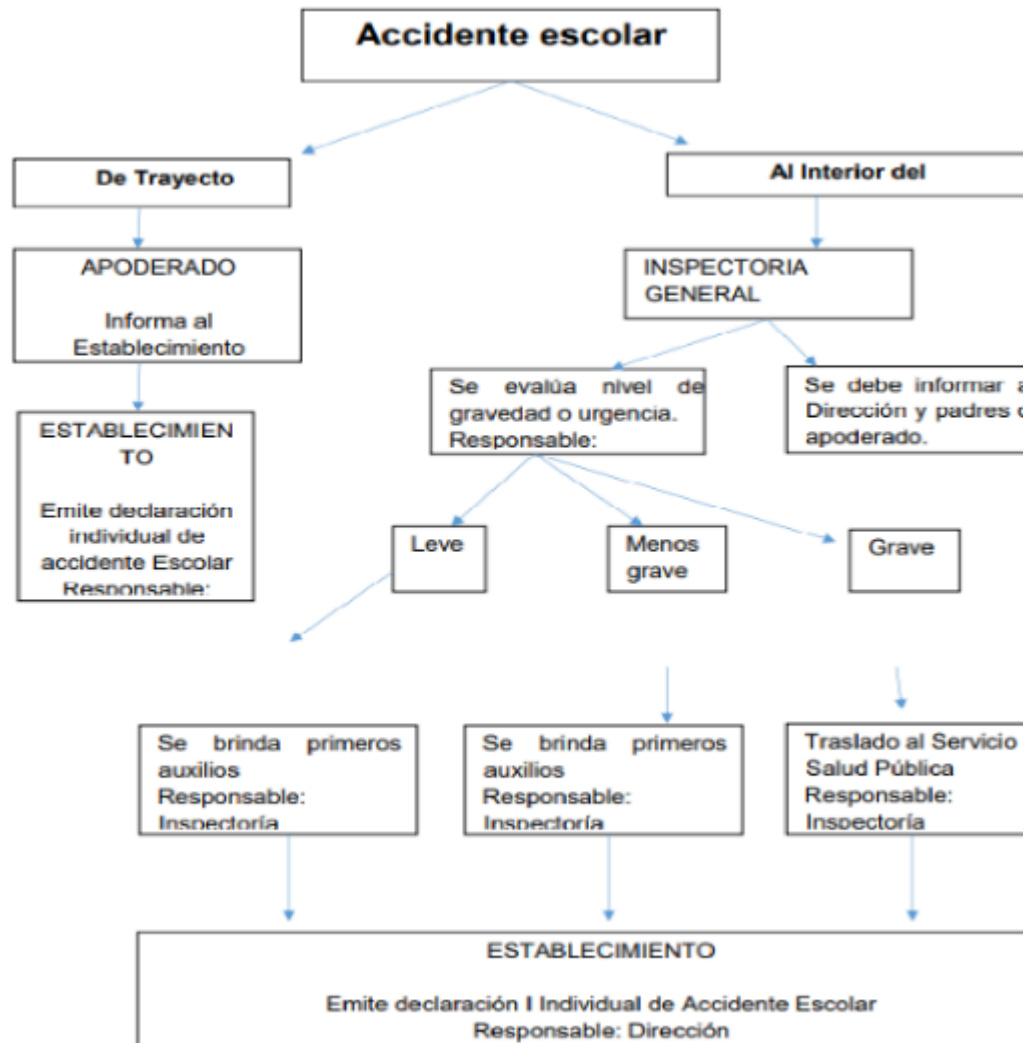 Accidente escolar
De Trayecto
Al Interior del
APODERADO
Informa al
Establecimiento
INSPECTORIA
GENERAL
Se evalúa nivel de
gravedad o urgencia.
Responsable:
Se debe informar a
Dirección y padres o
apoderado.
ESTABLECIMIEN
TO
Emite declaración
individual de
accidente Escolar
Responsable:
Leve
Menos
grave
Grave
Se brinda primeros
auxilios
Responsable:
Inspectoría
Se brinda primeros
auxilios
Responsable:
Inspectoría
Traslado al Servicio
Salud Pública
Responsable:
Inspectoría
ESTABLECIMIENTO
Emite declaración I Individual de Accidente Escolar
Responsable: Dirección